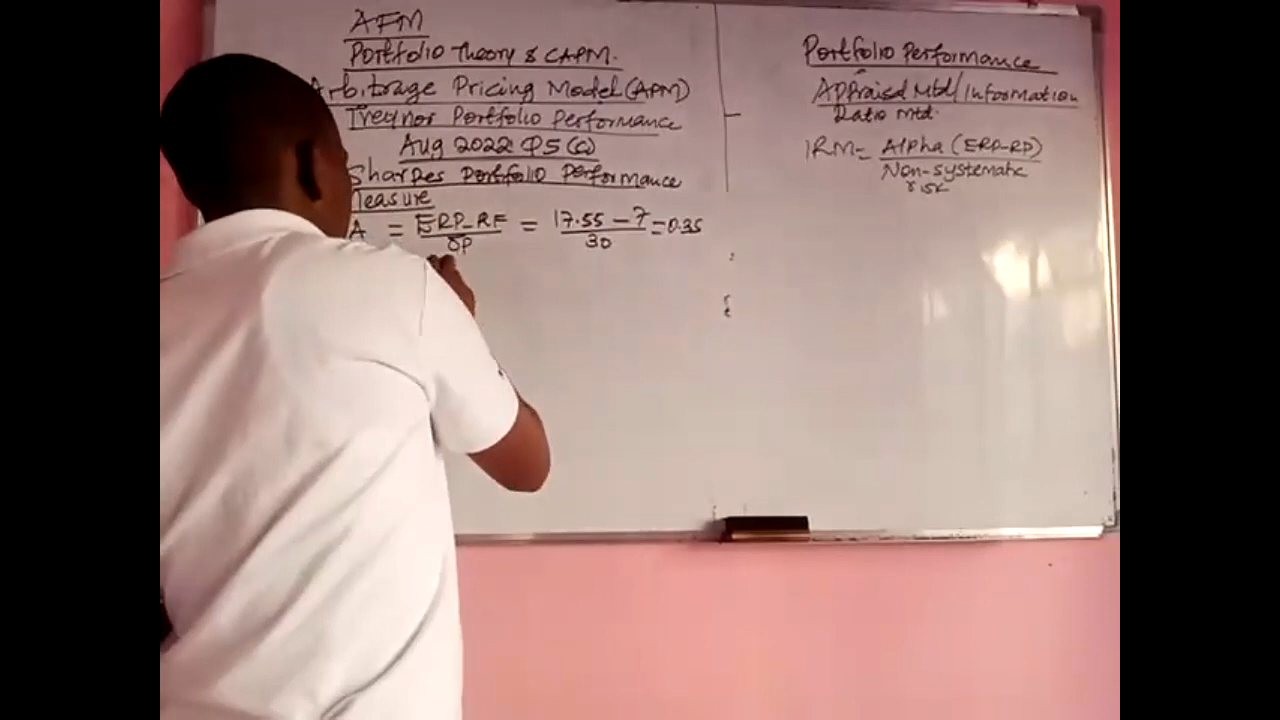 AFM
Portfolio Theory & CAPM.
Arbitrage Pricing Model (APM)
Treynor Portfolio Performance
Aug 2022 Q5 (c)
Sharpes Portfolio Performance
Measure
A = ERP-RF / δP = 17.55 - 7 / 30 = 0.35
Portfolio Performance
Appraisal Mtd/Information
Ratio Mtd.
IRM = Alpha (ERP-RP)
Non-systematic
risk